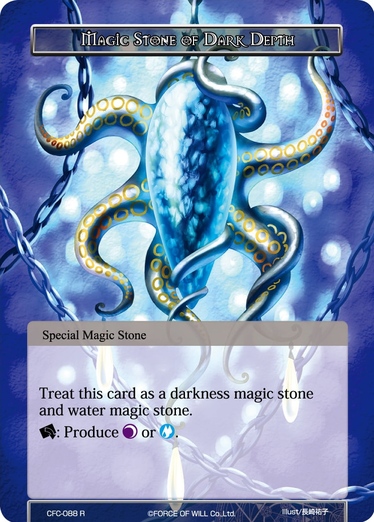 Magic Stone of Dark Depth
Special Magic Stone
Treat this card as a darkness magic stone
and water magic stone.
: Produce or .
CFC-088 R ©FORCE OF WILL Co.,Ltd. Illust/長崎祐子